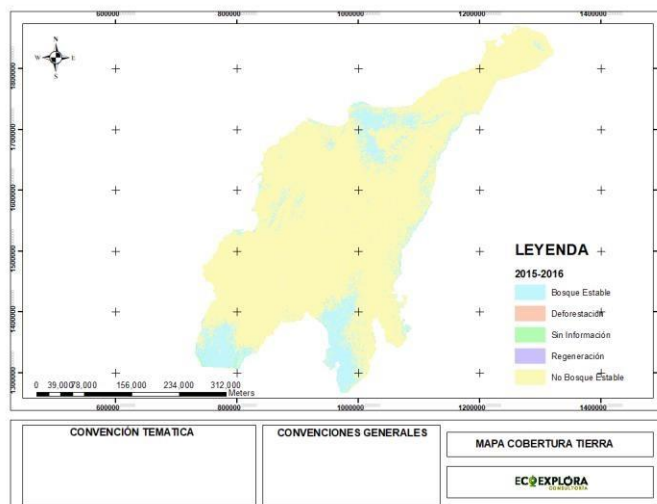 600000 800000 1000000 1200000 1400000
N
W E
S
1800000
1700000
1600000
1500000
1400000
1300000
LEYENDA
2015-2016
Bosque Estable
Deforestación
Sin Información
Regeneración
No Bosque Estable
0 39,000 78,000 156,000 234,000 312,000
Meters
600000 800000 1000000 1200000 1400000
CONVENCIÓN TEMATICA
CONVENCIONES GENERALES
MAPA COBERTURA TIERRA
ECOEXPLORA
CONSULTORÍA